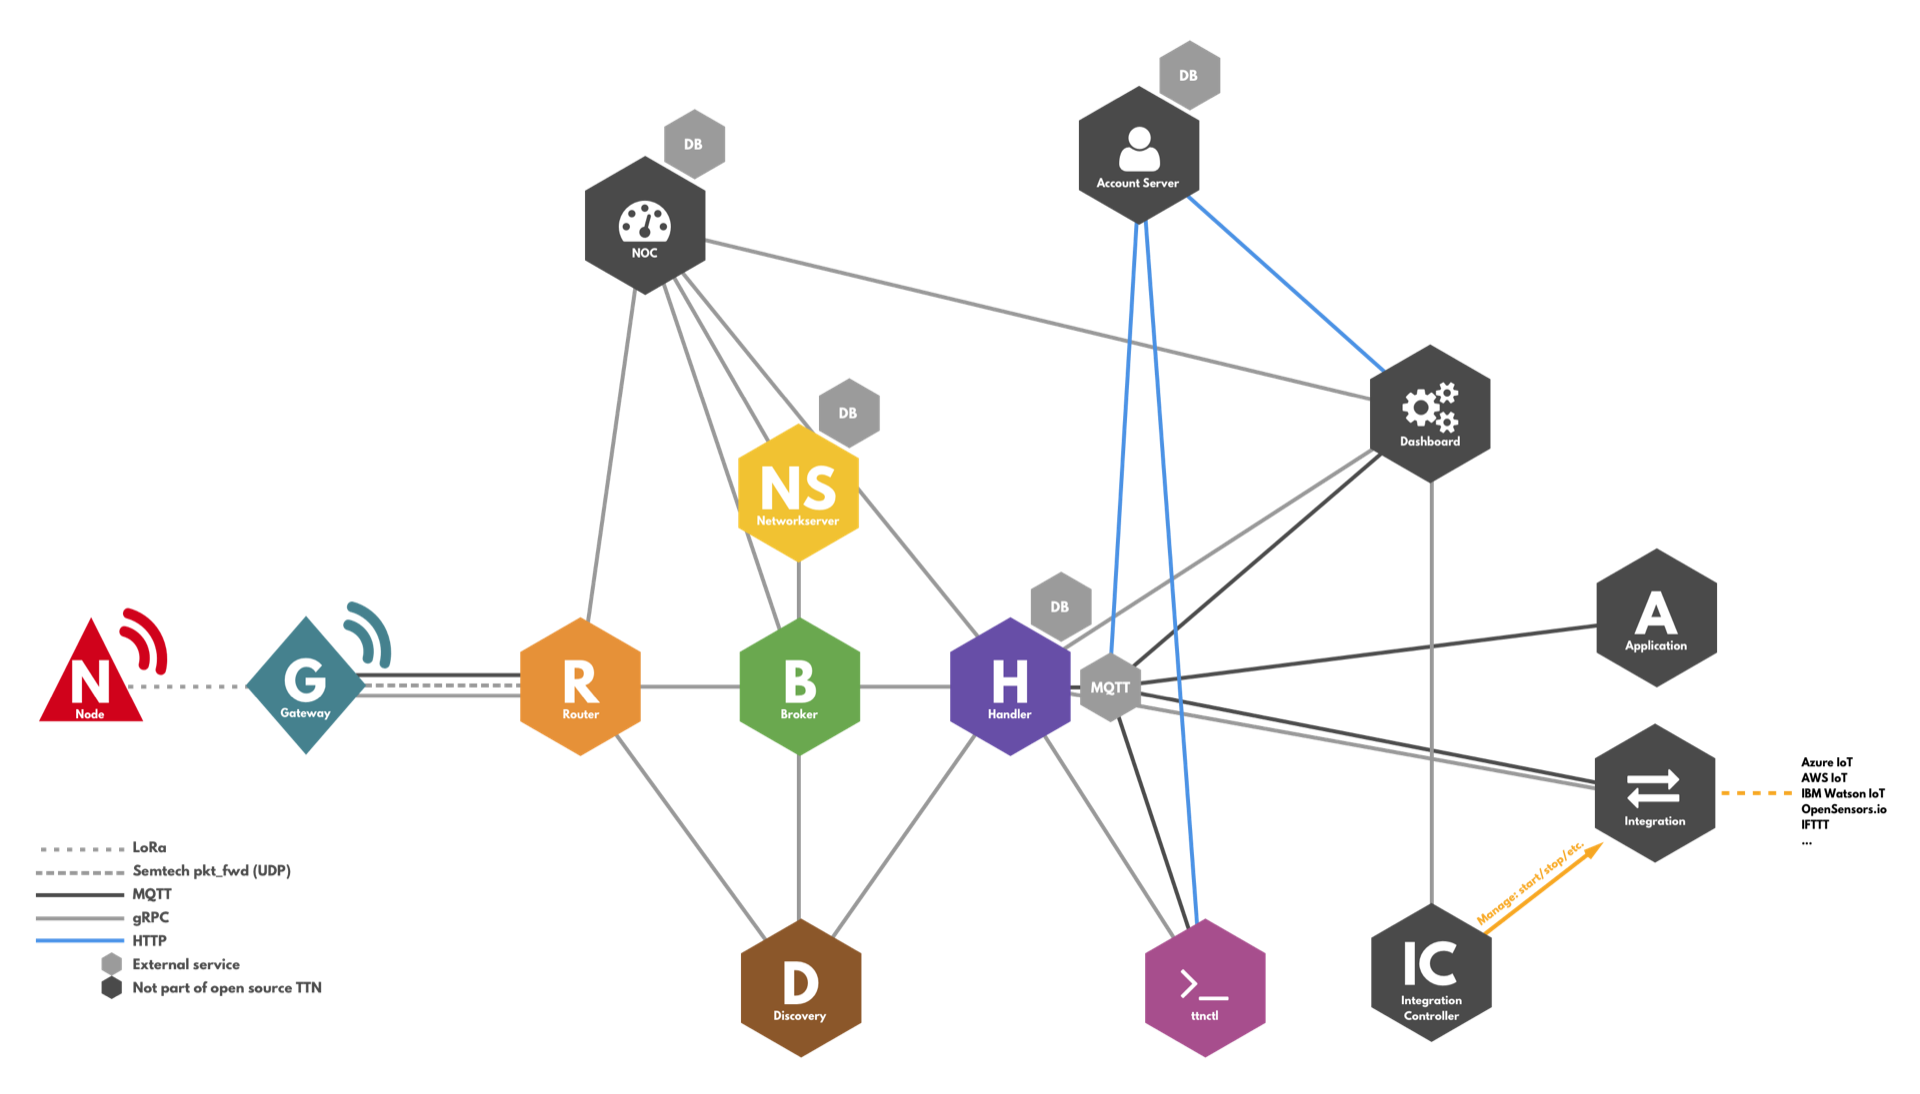 DB
Account Server
DB
NOC
DB
NS
Networkserver
Dashboard
DB
A
Application
N
Node
G
Gateway
R
Router
B
Broker
H
Handler
MQTT
Integration
Azure IoT
AWS IoT
IBM Watson IoT
OpenSensors.io
IFTTT
...
Manage: start/stop/etc.
LoRa
Semtech pkt_fwd (UDP)
MQTT
gRPC
HTTP
External service
Not part of open source TTN
D
Discovery
>_
ttnctl
IC
Integration
Controller